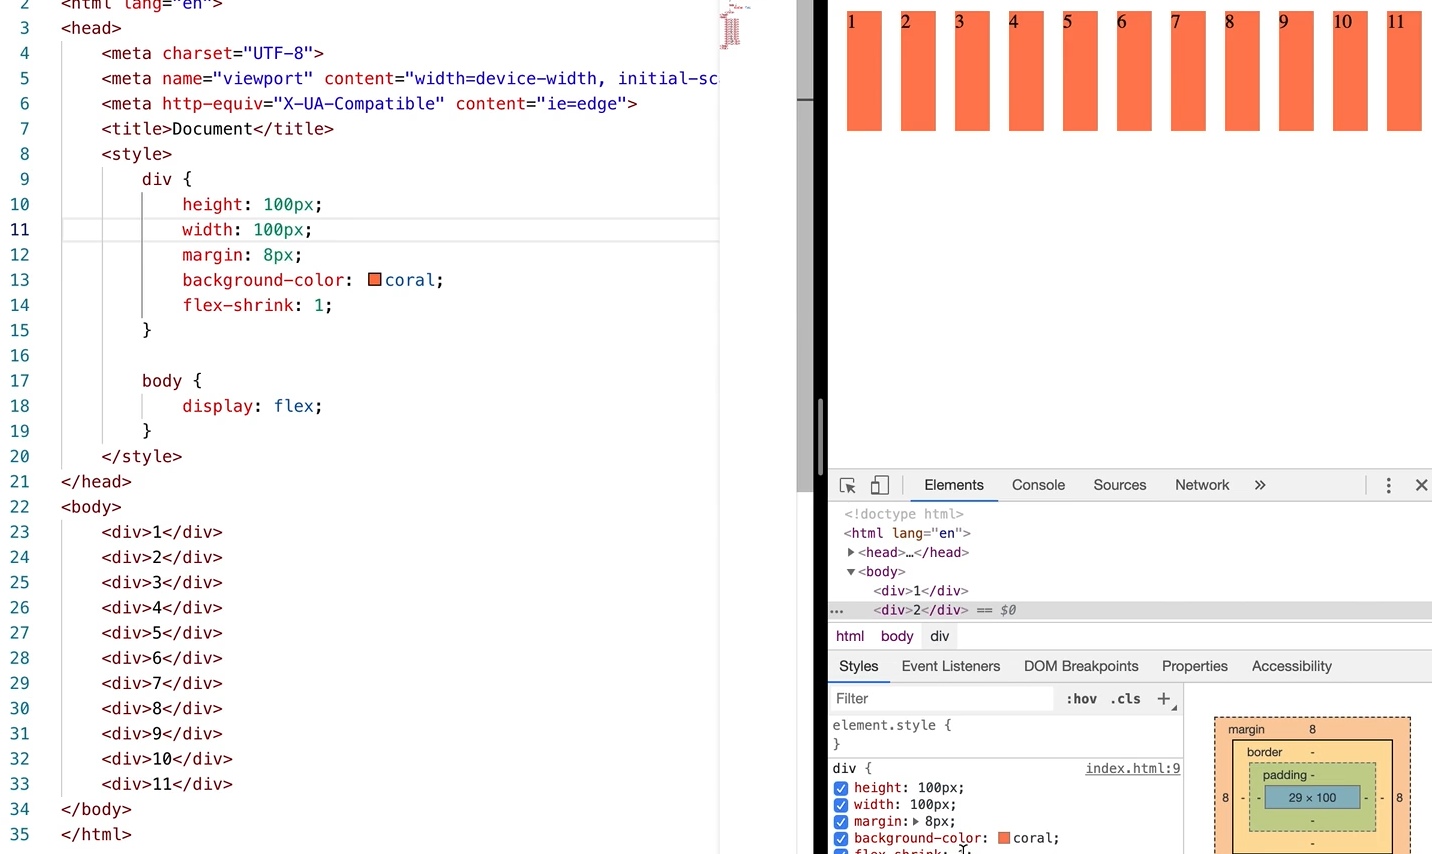 2 <html lang="en">
3 <head>
4 <meta charset="UTF-8">
5 <meta name="viewport" content="width=device-width, initial-sc
6 <meta http-equiv="X-UA-Compatible" content="ie=edge">
7 <title>Document</title>
8 <style>
9 div {
10 height: 100px;
11 width: 100px;
12 margin: 8px;
13 background-color: coral;
14 flex-shrink: 1;
15 }
16
17 body {
18 display: flex;
19 }
20 </style>
21 </head>
22 <body>
23 <div>1</div>
24 <div>2</div>
25 <div>3</div>
26 <div>4</div>
27 <div>5</div>
28 <div>6</div>
29 <div>7</div>
30 <div>8</div>
31 <div>9</div>
32 <div>10</div>
33 <div>11</div>
34 </body>
35 </html>
1 2 3 4 5 6 7 8 9 10 11
Elements Console Sources Network »
<!doctype html>
<html lang="en">
<head>…</head>
<body>
<div>1</div>
… <div>2</div> == $0
html body div
Styles Event Listeners DOM Breakpoints Properties Accessibility
Filter :hov .cls +
element.style {
}
div { index.html:9
height: 100px;
width: 100px;
margin: 8px;
background-color: coral;
flex-shrink:
margin 8
border -
padding -
8 - - 29 × 100 - - 8
-
-